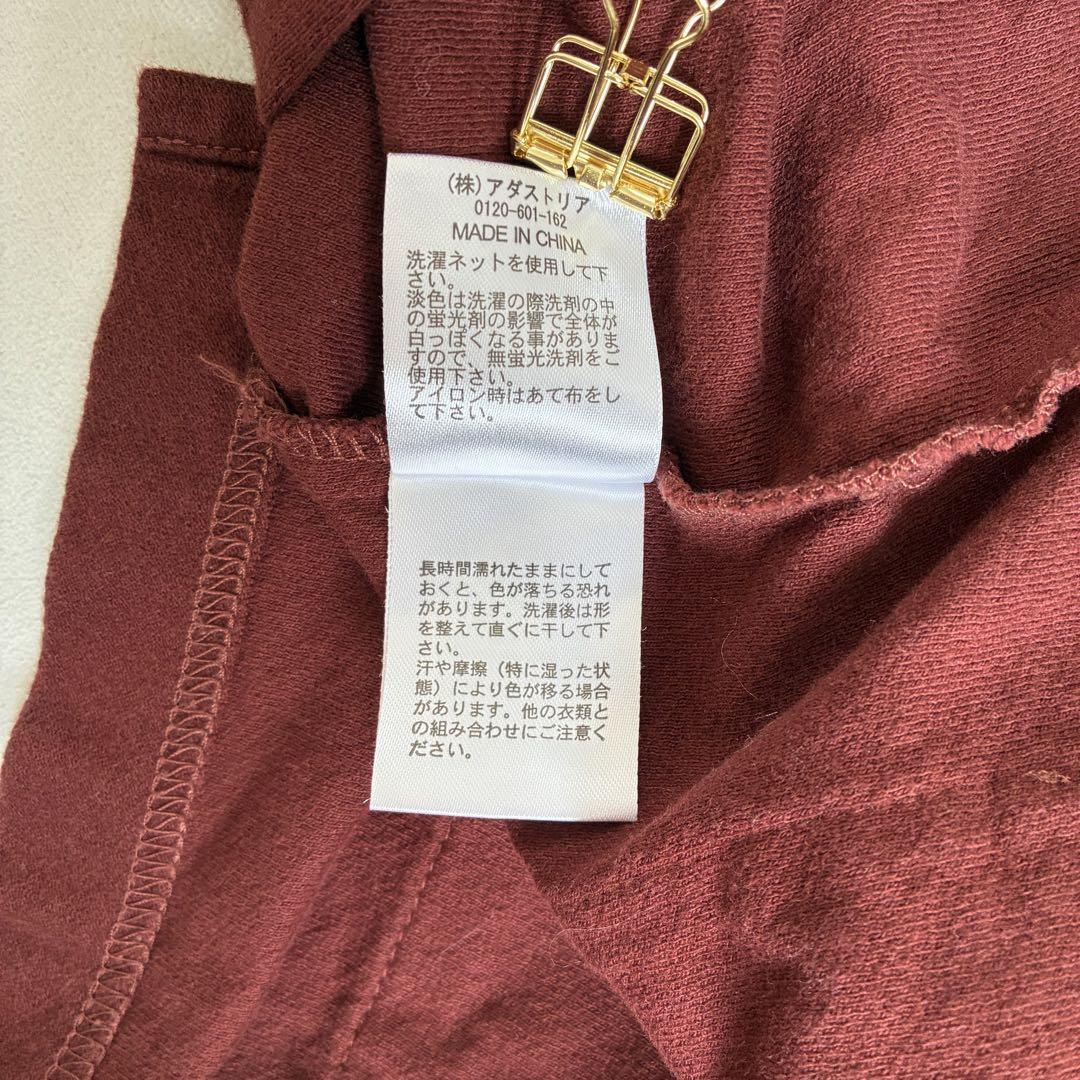 (株)アダストリア
0120-601-162
MADE IN CHINA
洗濯ネットを使用して下
さい。
淡色は洗濯の際洗剤の中
の蛍光剤の影響で全体が
白っぽくなる事がありま
すので、無蛍光洗剤をご
使用下さい。
アイロン時はあて布をし
て下さい。
長時間濡れたままにして
おくと、色が落ちる恐れ
があります。洗濯後は形
を整えて直ぐに干して下
さい。
汗や摩擦（特に湿った状
態）により色が移る場合
があります。他の衣類と
の組み合わせにご注意く
ださい。